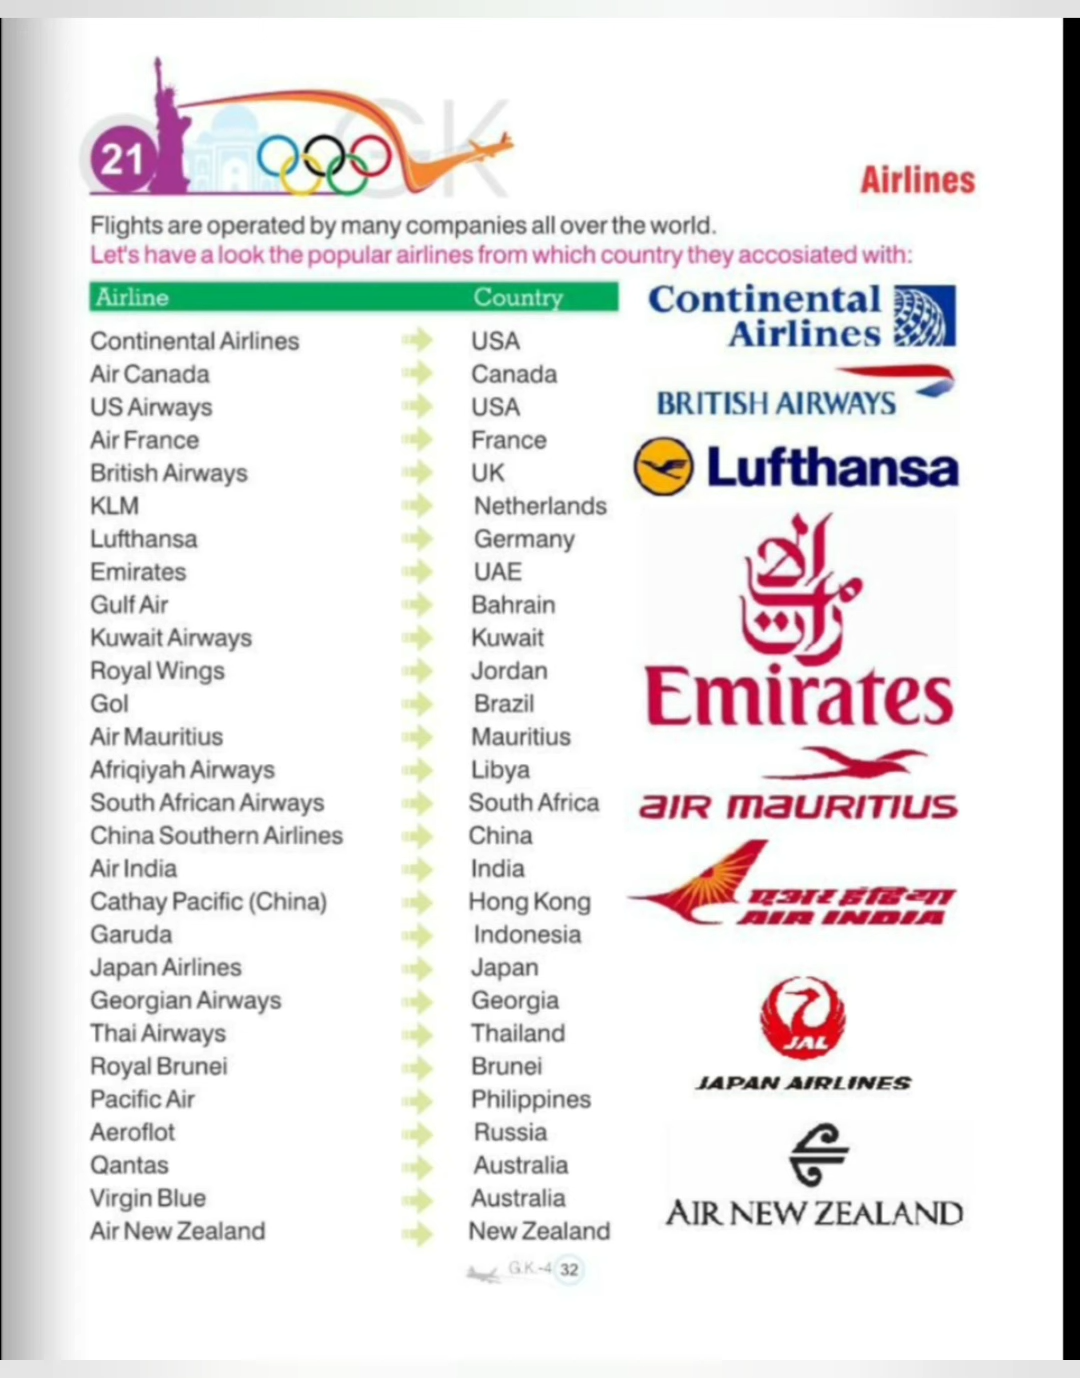 21
GK
Airlines
Flights are operated by many companies all over the world.
Let's have a look the popular airlines from which country they accosiated with:
Airline Country
Continental Airlines USA
Air Canada Canada
US Airways USA
Air France France
British Airways UK
KLM Netherlands
Lufthansa Germany
Emirates UAE
Gulf Air Bahrain
Kuwait Airways Kuwait
Royal Wings Jordan
Gol Brazil
Air Mauritius Mauritius
Afriqiyah Airways Libya
South African Airways South Africa
China Southern Airlines China
Air India India
Cathay Pacific (China) Hong Kong
Garuda Indonesia
Japan Airlines Japan
Georgian Airways Georgia
Thai Airways Thailand
Royal Brunei Brunei
Pacific Air Philippines
Aeroflot Russia
Qantas Australia
Virgin Blue Australia
Air New Zealand New Zealand
Continental
Airlines
BRITISH AIRWAYS
Lufthansa
الإمارات
Emirates
aIR maURITIUS
एअर इंडिया
AIR INDIA
JAL
JAPAN AIRLINES
AIR NEW ZEALAND
G.K.-4 32